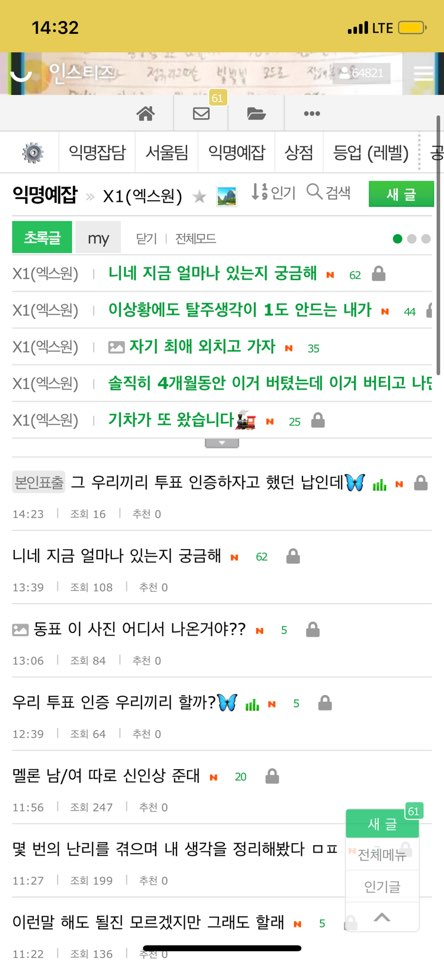 14:32 LTE
인스티즈 64821
61
익명잡담 서울팀 익명예잡 상점 등업 (레벨)
익명예잡 » X1(엑스원) 인기 검색 새 글
초록글 my 닫기 전체모드
X1(엑스원) 니네 지금 얼마나 있는지 궁금해 N 62
X1(엑스원) 이상황에도 탈주생각이 1도 안드는 내가 N 44
X1(엑스원) 자기 최애 외치고 가자 N 35
X1(엑스원) 솔직히 4개월동안 이거 버텼는데 이거 버티고
X1(엑스원) 기차가 또 왔습니다🚂 N 25
본인표출 그 우리끼리 투표 인증하자고 했던 납인데🦋 N
14:23 조회 16 추천 0
니네 지금 얼마나 있는지 궁금해 N 62
13:39 조회 108 추천 0
동표 이 사진 어디서 나온거야?? N 5
13:06 조회 84 추천 0
우리 투표 인증 우리끼리 할까?🦋 N 5
12:39 조회 64 추천 0
멜론 남/여 따로 신인상 준대 N 20
11:56 조회 247 추천 0
몇 번의 난리를 겪으며 내 생각을 정리해봤다 ㅁㅍ
11:27 조회 199 추천 0
이런말 해도 될진 모르겠지만 그래도 할래 N 5
11:22 조회 136 추천 0
61
새 글
전체메뉴
인기글